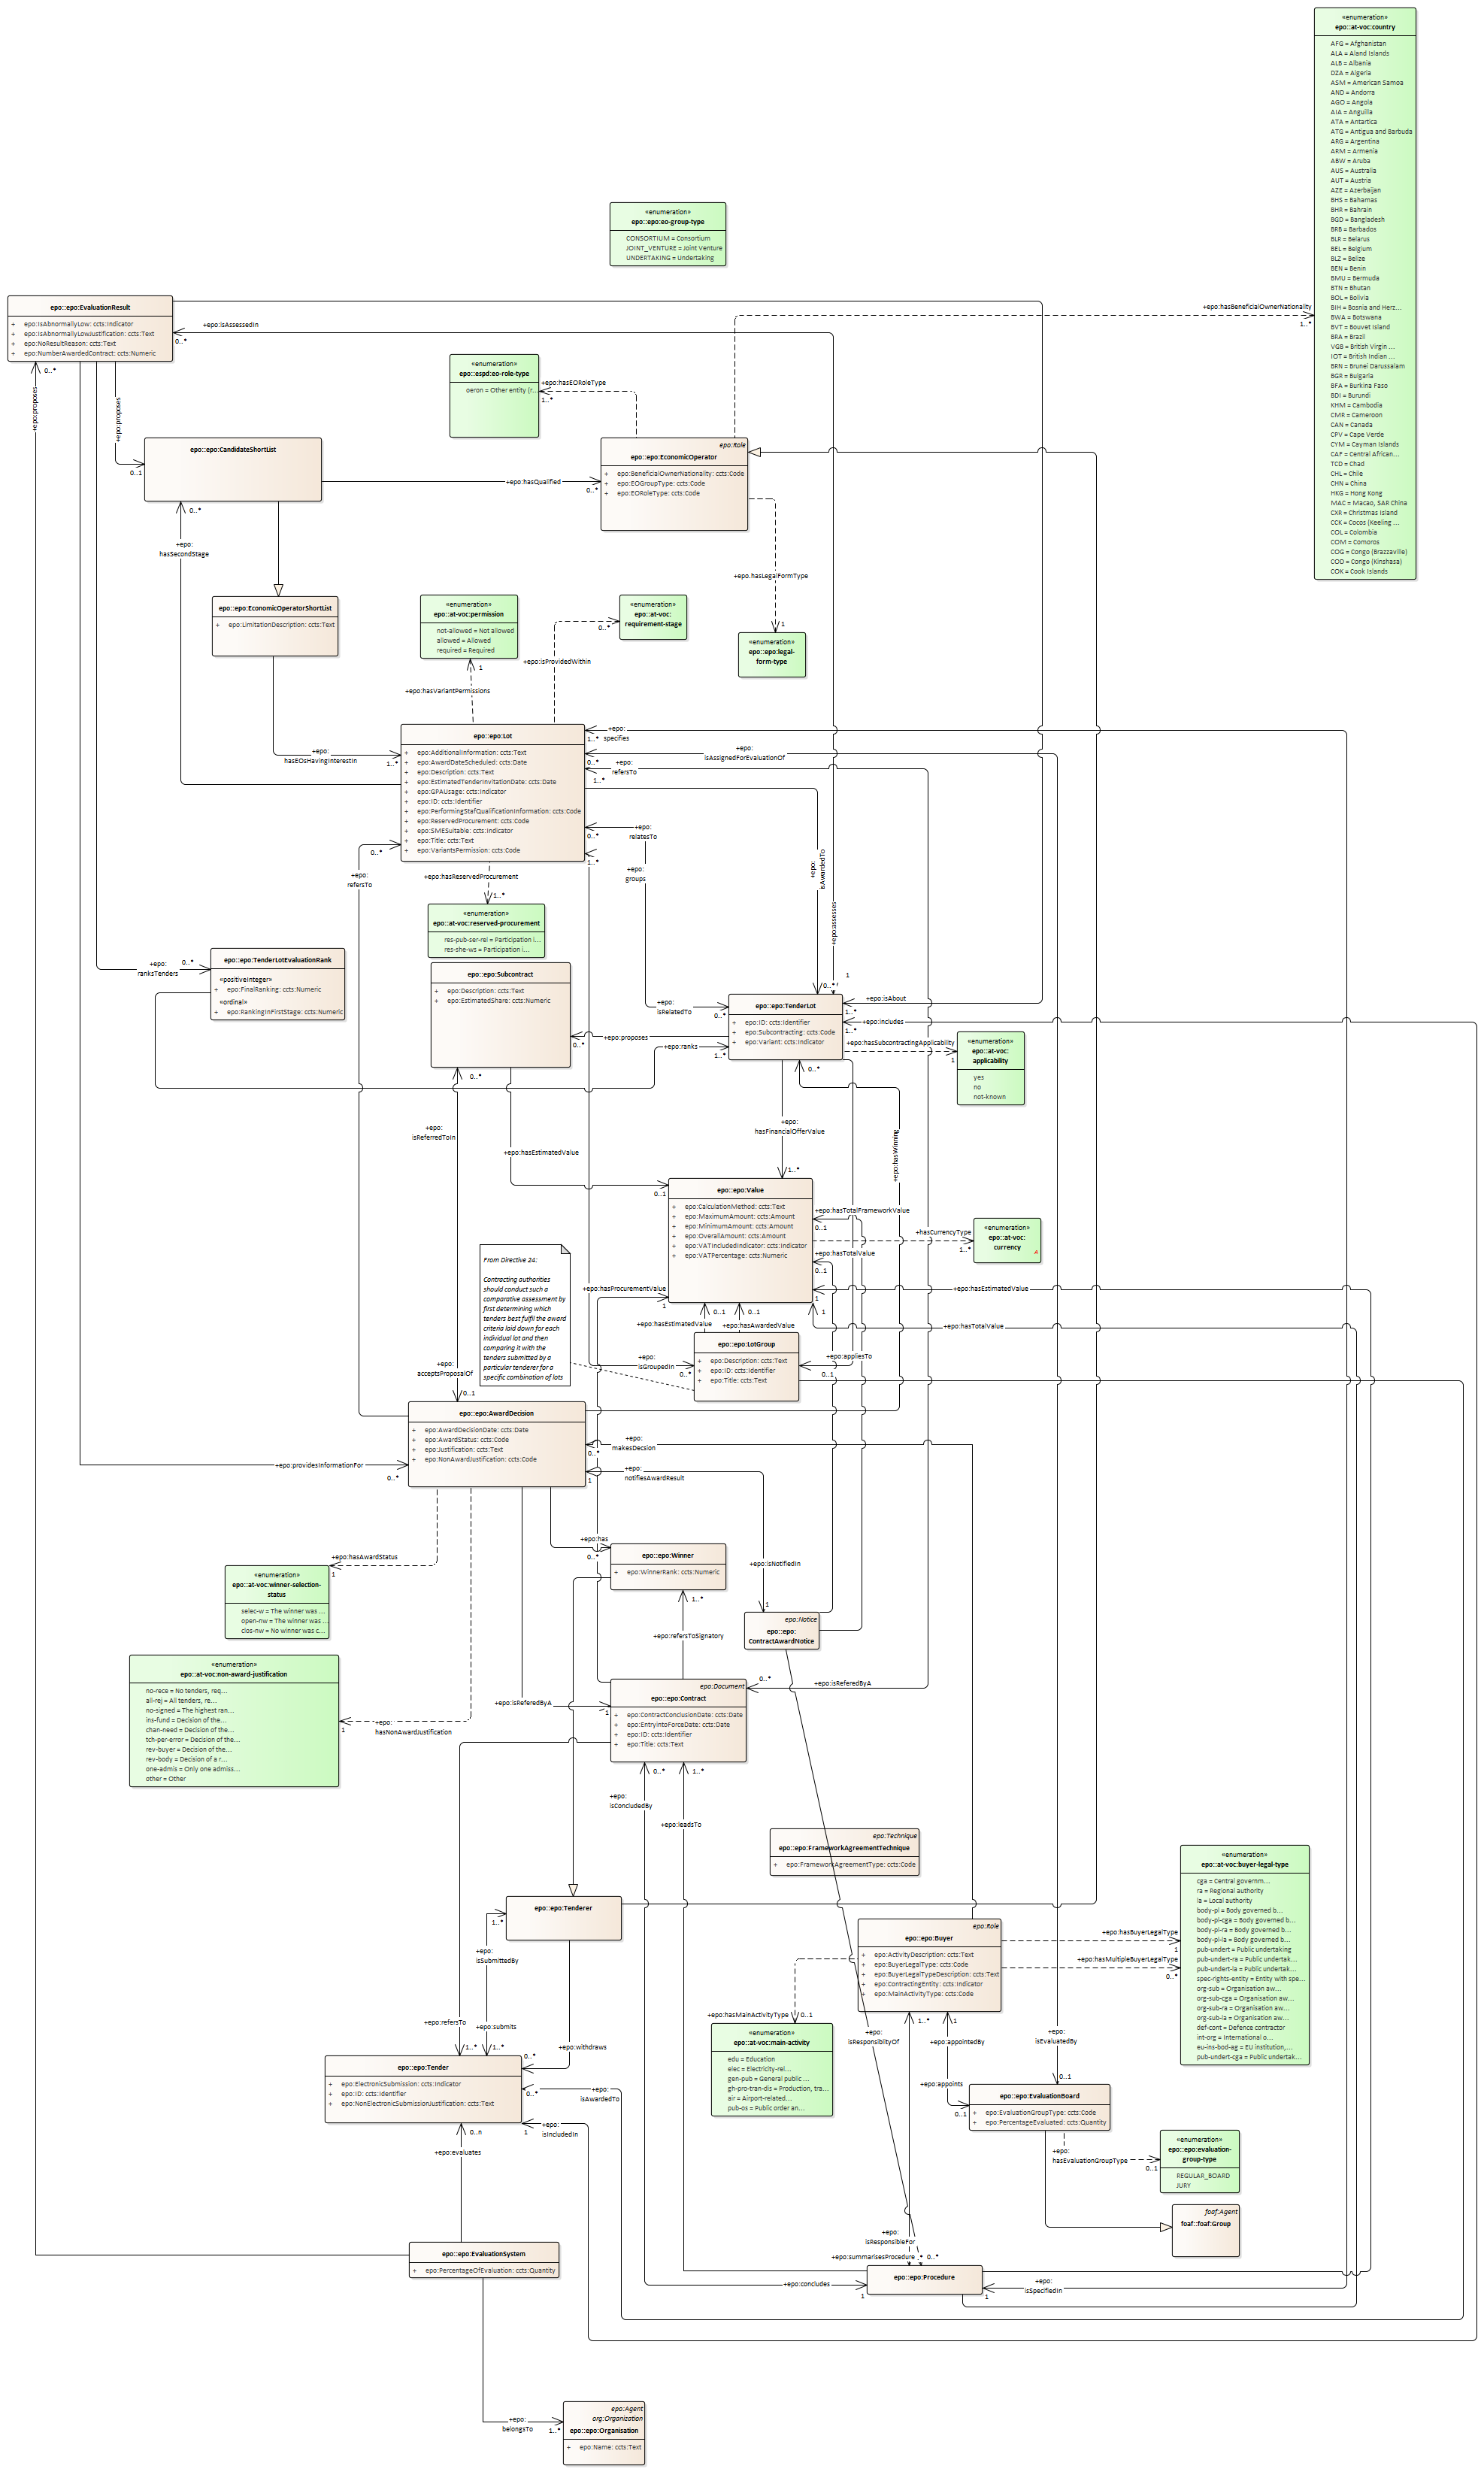 «enumeration»
epo::at-voc:country
AFG = Afghanistan
ALA = Aland Islands
ALB = Albania
DZA = Algeria
ASM = American Samoa
AND = Andorra
AGO = Angola
AIA = Anguilla
ATA = Antartica
ATG = Antigua and Barbuda
ARG = Argentina
ARM = Armenia
ABW = Aruba
AUS = Australia
AUT = Austria
AZE = Azerbaijan
BHS = Bahamas
BHR = Bahrain
BGD = Bangladesh
BRB = Barbados
BLR = Belarus
BEL = Belgium
BLZ = Belize
BEN = Benin
BMU = Bermuda
BTN = Bhutan
BOL = Bolivia
BIH = Bosnia and Herz...
BWA = Botswana
BVT = Bouvet Island
BRA = Brazil
VGB = British Virgin ...
IOT = British Indian ...
BRN = Brunei Darussalam
BGR = Bulgaria
BFA = Burkina Faso
BDI = Burundi
KHM = Cambodia
CMR = Cameroon
CAN = Canada
CPV = Cape Verde
CYM = Cayman Islands
CAF = Central African...
TCD = Chad
CHL = Chile
CHN = China
HKG = Hong Kong
MAC = Macao, SAR China
CXR = Christmas Island
CCK = Cocos (Keeling ...
COL = Colombia
COM = Comoros
COG = Congo (Brazzaville)
COD = Congo (Kinshasa)
COK = Cook Islands
«enumeration»
epo::epo:eo-group-type
CONSORTIUM = Consortium
JOINT_VENTURE = Joint Venture
UNDERTAKING = Undertaking
+epo:hasBeneficialOwnerNationality
1..*
epo::epo:EvaluationResult
+ epo:IsAbnormallyLow: ccts:Indicator
+ epo:IsAbnormallyLowJustification: ccts:Text
+ epo:NoResultReason: ccts:Text
+ epo:NumberAwardedContract: ccts:Numeric
+epo:isAssessedIn
0..*
0..*
+epo:proposes
+epo:proposes
0..1
«enumeration»
epo::espd:eo-role-type
oeron = Other entity (r...
+epo:hasEORoleType
1..*
epo::epo:CandidateShortList
+epo:hasQualified
0..*
epo:Role
epo::epo:EconomicOperator
+ epo:BeneficialOwnerNationality: ccts:Code
+ epo:EOGroupType: ccts:Code
+ epo:EORoleType: ccts:Code
0..*
+epo:
hasSecondStage
+epo.hasLegalFormType
1
«enumeration»
epo::epo:legal-
form-type
epo::epo:EconomicOperatorShortList
+ epo:LimitationDescription: ccts:Text
«enumeration»
epo::at-voc:permission
not-allowed = Not allowed
allowed = Allowed
required = Required
«enumeration»
epo::at-voc:
requirement-stage
0..*
+epo:isProvidedWithin
1
+epo:hasVariantPermissions
+epo:
hasEOsHavingInterestIn
1..*
epo::epo:Lot
+ epo:AdditionalInformation: ccts:Text
+ epo:AwardDateScheduled: ccts:Date
+ epo:Description: ccts:Text
+ epo:EstimatedTenderInvitationDate: ccts:Date
+ epo:GPAUsage: ccts:Indicator
+ epo:ID: ccts:Identifier
+ epo:PerformingStafQualificationInformation: ccts:Code
+ epo:ReservedProcurement: ccts:Code
+ epo:SMESuitable: ccts:Indicator
+ epo:Title: ccts:Text
+ epo:VariantsPermission: ccts:Code
+epo:
specifies
1..*
+epo:
isAssignedForEvaluationOf
0..*
+epo:
refersTo
1..*
+epo:
relatesTo
0..*
+epo:
groups
1..*
0..*
+epo:
refersTo
+epo:hasReservedProcurement
1..*
+epo:
isAwardedTo
+epo:assesses
«enumeration»
epo::at-voc:reserved-procurement
res-pub-ser-rel = Participation i...
res-she-ws = Participation i...
+epo:
ranksTenders
0..*
epo::epo:TenderLotEvaluationRank
«positiveInteger»
+ epo:FinalRanking: ccts:Numeric
«ordinal»
+ epo:RankingInFirstStage: ccts:Numeric
epo::epo:Subcontract
+ epo:Description: ccts:Text
+ epo:EstimatedShare: ccts:Numeric
+epo:proposes
0..*
+epo:ranks
1..*
+epo:
isRelatedTo
0..*
1
epo::epo:TenderLot
+ epo:ID: ccts:Identifier
+ epo:Subcontracting: ccts:Code
+ epo:Variant: ccts:Indicator
+epo:isAbout
1..*
+epo:includes
1..*
+epo:hasSubcontractingApplicability
1
«enumeration»
epo::at-voc:
applicability
yes
no
not-known
0..*
0..*
+epo:
isReferredToIn
+epo:hasEstimatedValue
0..1
+epo:
hasFinancialOfferValue
1..*
+epo:hasWinning
epo::epo:Value
+ epo:CalculationMethod: ccts:Text
+ epo:MaximumAmount: ccts:Amount
+ epo:MinimumAmount: ccts:Amount
+ epo:OverallAmount: ccts:Amount
+ epo:VATIncludedIndicator: ccts:Indicator
+ epo:VATPercentage: ccts:Numeric
+epo:hasTotalFrameworkValue
0..1
+epo:hasTotalValue
0..1
+hasCurrencyType
1..*
«enumeration»
epo::at-voc:
currency
From Directive 24:
Contracting authorities
should conduct such a
comparative assessment by
first determining which
tenders best fulfil the award
criteria laid down for each
individual lot and then
comparing it with the
tenders submitted by a
particular tenderer for a
specific combination of lots
+epo:hasProcurementValue
1
+epo:hasEstimatedValue
1
+epo:hasTotalValue
1
0..1
+epo:hasEstimatedValue
0..1
+epo:hasAwardedValue
epo::epo:LotGroup
+ epo:Description: ccts:Text
+ epo:ID: ccts:Identifier
+ epo:Title: ccts:Text
+epo:
isGroupedIn
0..*
+epo:appliesTo
0..1
+epo:
acceptsProposalOf
0..1
epo::epo:AwardDecision
+ epo:AwardDecisionDate: ccts:Date
+ epo:AwardStatus: ccts:Code
+ epo:Justification: ccts:Text
+ epo:NonAwardJustification: ccts:Code
+epo:providesInformationFor
0..*
+epo:
makesDecsion
0..*
+epo:
notifiesAwardResult
1
+epo:hasAwardStatus
1
«enumeration»
epo::at-voc:winner-selection-
status
selec-w = The winner was ...
open-nw = The winner was ...
clos-nw = No winner was c...
+epo:has
0..*
epo::epo:Winner
+ epo:WinnerRank: ccts:Numeric
+epo:isNotifiedIn
1
epo:Notice
epo::epo:
ContractAwardNotice
1..*
+epo:refersToSignatory
«enumeration»
epo::at-voc:non-award-justification
no-rece = No tenders, req...
all-rej = All tenders, re...
no-signed = The highest ran...
ins-fund = Decision of the...
chan-need = Decision of the...
tch-per-error = Decision of the...
rev-buyer = Decision of the...
rev-body = Decision of a r...
one-admis = Only one admiss...
other = Other
1
+epo:
hasNonAwardJustification
+epo:isReferedByA
1
epo:Document
epo::epo:Contract
+ epo:ContractConclusionDate: ccts:Date
+ epo:EntryIntoForceDate: ccts:Date
+ epo:ID: ccts:Identifier
+ epo:Title: ccts:Text
0..*
+epo:isReferedByA
0..*
+epo:
isConcludedBy
1..*
+epo:leadsTo
epo:Technique
epo::epo:FrameworkAgreementTechnique
+ epo:FrameworkAgreementType: ccts:Code
«enumeration»
epo::at-voc:buyer-legal-type
cga = Central governm...
ra = Regional authority
la = Local authority
body-pl = Body governed b...
body-pl-cga = Body governed b...
body-pl-ra = Body governed b...
body-pl-la = Body governed b...
pub-undert = Public undertaking
pub-undert-ra = Public undertak...
pub-undert-la = Public undertak...
spec-rights-entity = Entity with spe...
org-sub = Organisation aw...
org-sub-cga = Organisation aw...
org-sub-ra = Organisation aw...
org-sub-la = Organisation aw...
def-cont = Defence contractor
int-org = International o...
eu-ins-bod-ag = EU institution,...
pub-undert-cga = Public undertak...
epo::epo:Tenderer
1..*
+epo:
isSubmittedBy
epo:Role
epo::epo:Buyer
+ epo:ActivityDescription: ccts:Text
+ epo:BuyerLegalType: ccts:Code
+ epo:BuyerLegalTypeDescription: ccts:Text
+ epo:ContractingEntity: ccts:Indicator
+ epo:MainActivityType: ccts:Code
+epo:hasBuyerLegalType
1
+epo:hasMultipleBuyerLegalType
0..*
+epo:hasMainActivityType
0..1
«enumeration»
epo::at-voc:main-activity
edu = Education
elec = Electricity-rel...
gen-pub = General public ...
gh-pro-tran-dis = Production, tra...
air = Airport-related...
pub-os = Public order an...
1..*
+epo:
isResponsiblityOf
1
+epo:appointedBy
+epo:
isEvaluatedBy
0..1
+epo:appoints
0..1
epo::epo:EvaluationBoard
+ epo:EvaluationGroupType: ccts:Code
+ epo:PercentageEvaluated: ccts:Quantity
+epo:
hasEvaluationGroupType
0..1
«enumeration»
epo::epo:evaluation-
group-type
REGULAR_BOARD
JURY
foaf:Agent
foaf::foaf:Group
+epo:refersTo
1..*
+epo:submits
1..*
+epo:withdraws
0..*
epo::epo:Tender
+ epo:ElectronicSubmission: ccts:Indicator
+ epo:ID: ccts:Identifier
+ epo:NonElectronicSubmissionJustification: ccts:Text
0..*
+epo:
isAwardedTo
1
+epo:
isIncludedIn
0..n
+epo:evaluates
epo::epo:EvaluationSystem
+ epo:PercentageOfEvaluation: ccts:Quantity
+epo:
isResponsibleFor
+epo:summarisesProcedure
0..*
epo::epo:Procedure
+epo:concludes
1
+epo:
isSpecifiedIn
1
+epo:
belongsTo
1..*
epo:Agent
org:Organization
epo::epo:Organisation
+ epo:Name: ccts:Text